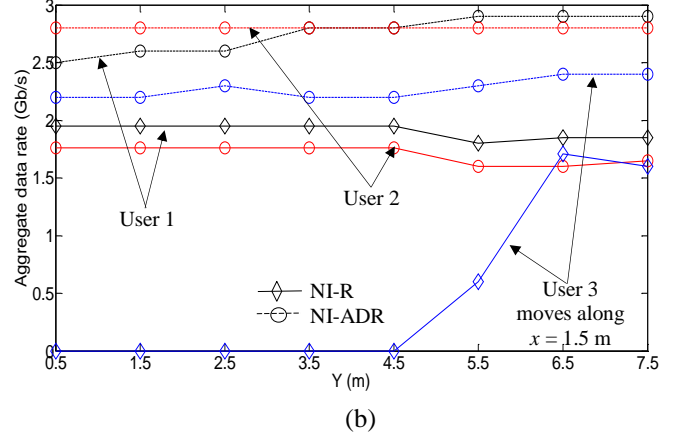 3
2.5
2
1.5
1
0.5
0
Aggregate data rate (Gb/s)
User 1
User 2
User 3
moves along
x = 1.5 m
NI-R
NI-ADR
0.5 1.5 2.5 3.5 4.5 5.5 6.5 7.5
Y (m)
(b)